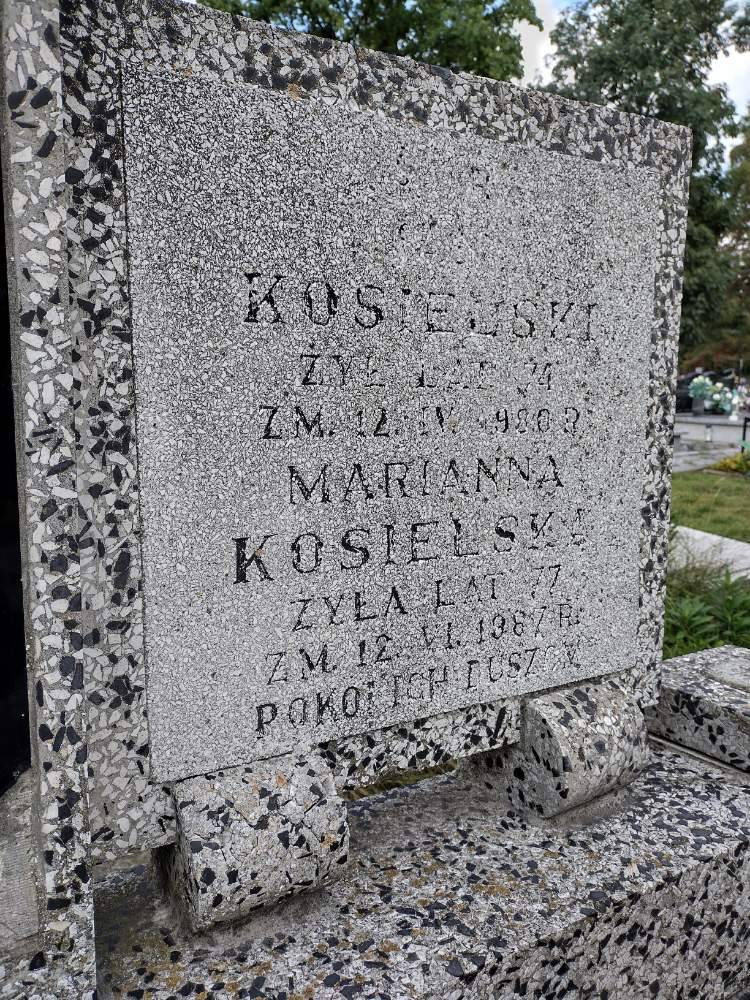 KOSIELSKI
ŻYŁ LAT 74
ZM. 12. IV. 1980 R.
MARIANNA
KOSIELSKA
ŻYŁA LAT 77
ZM. 12. VI. 1987 R.
POKÓJ ICH DUSZOM